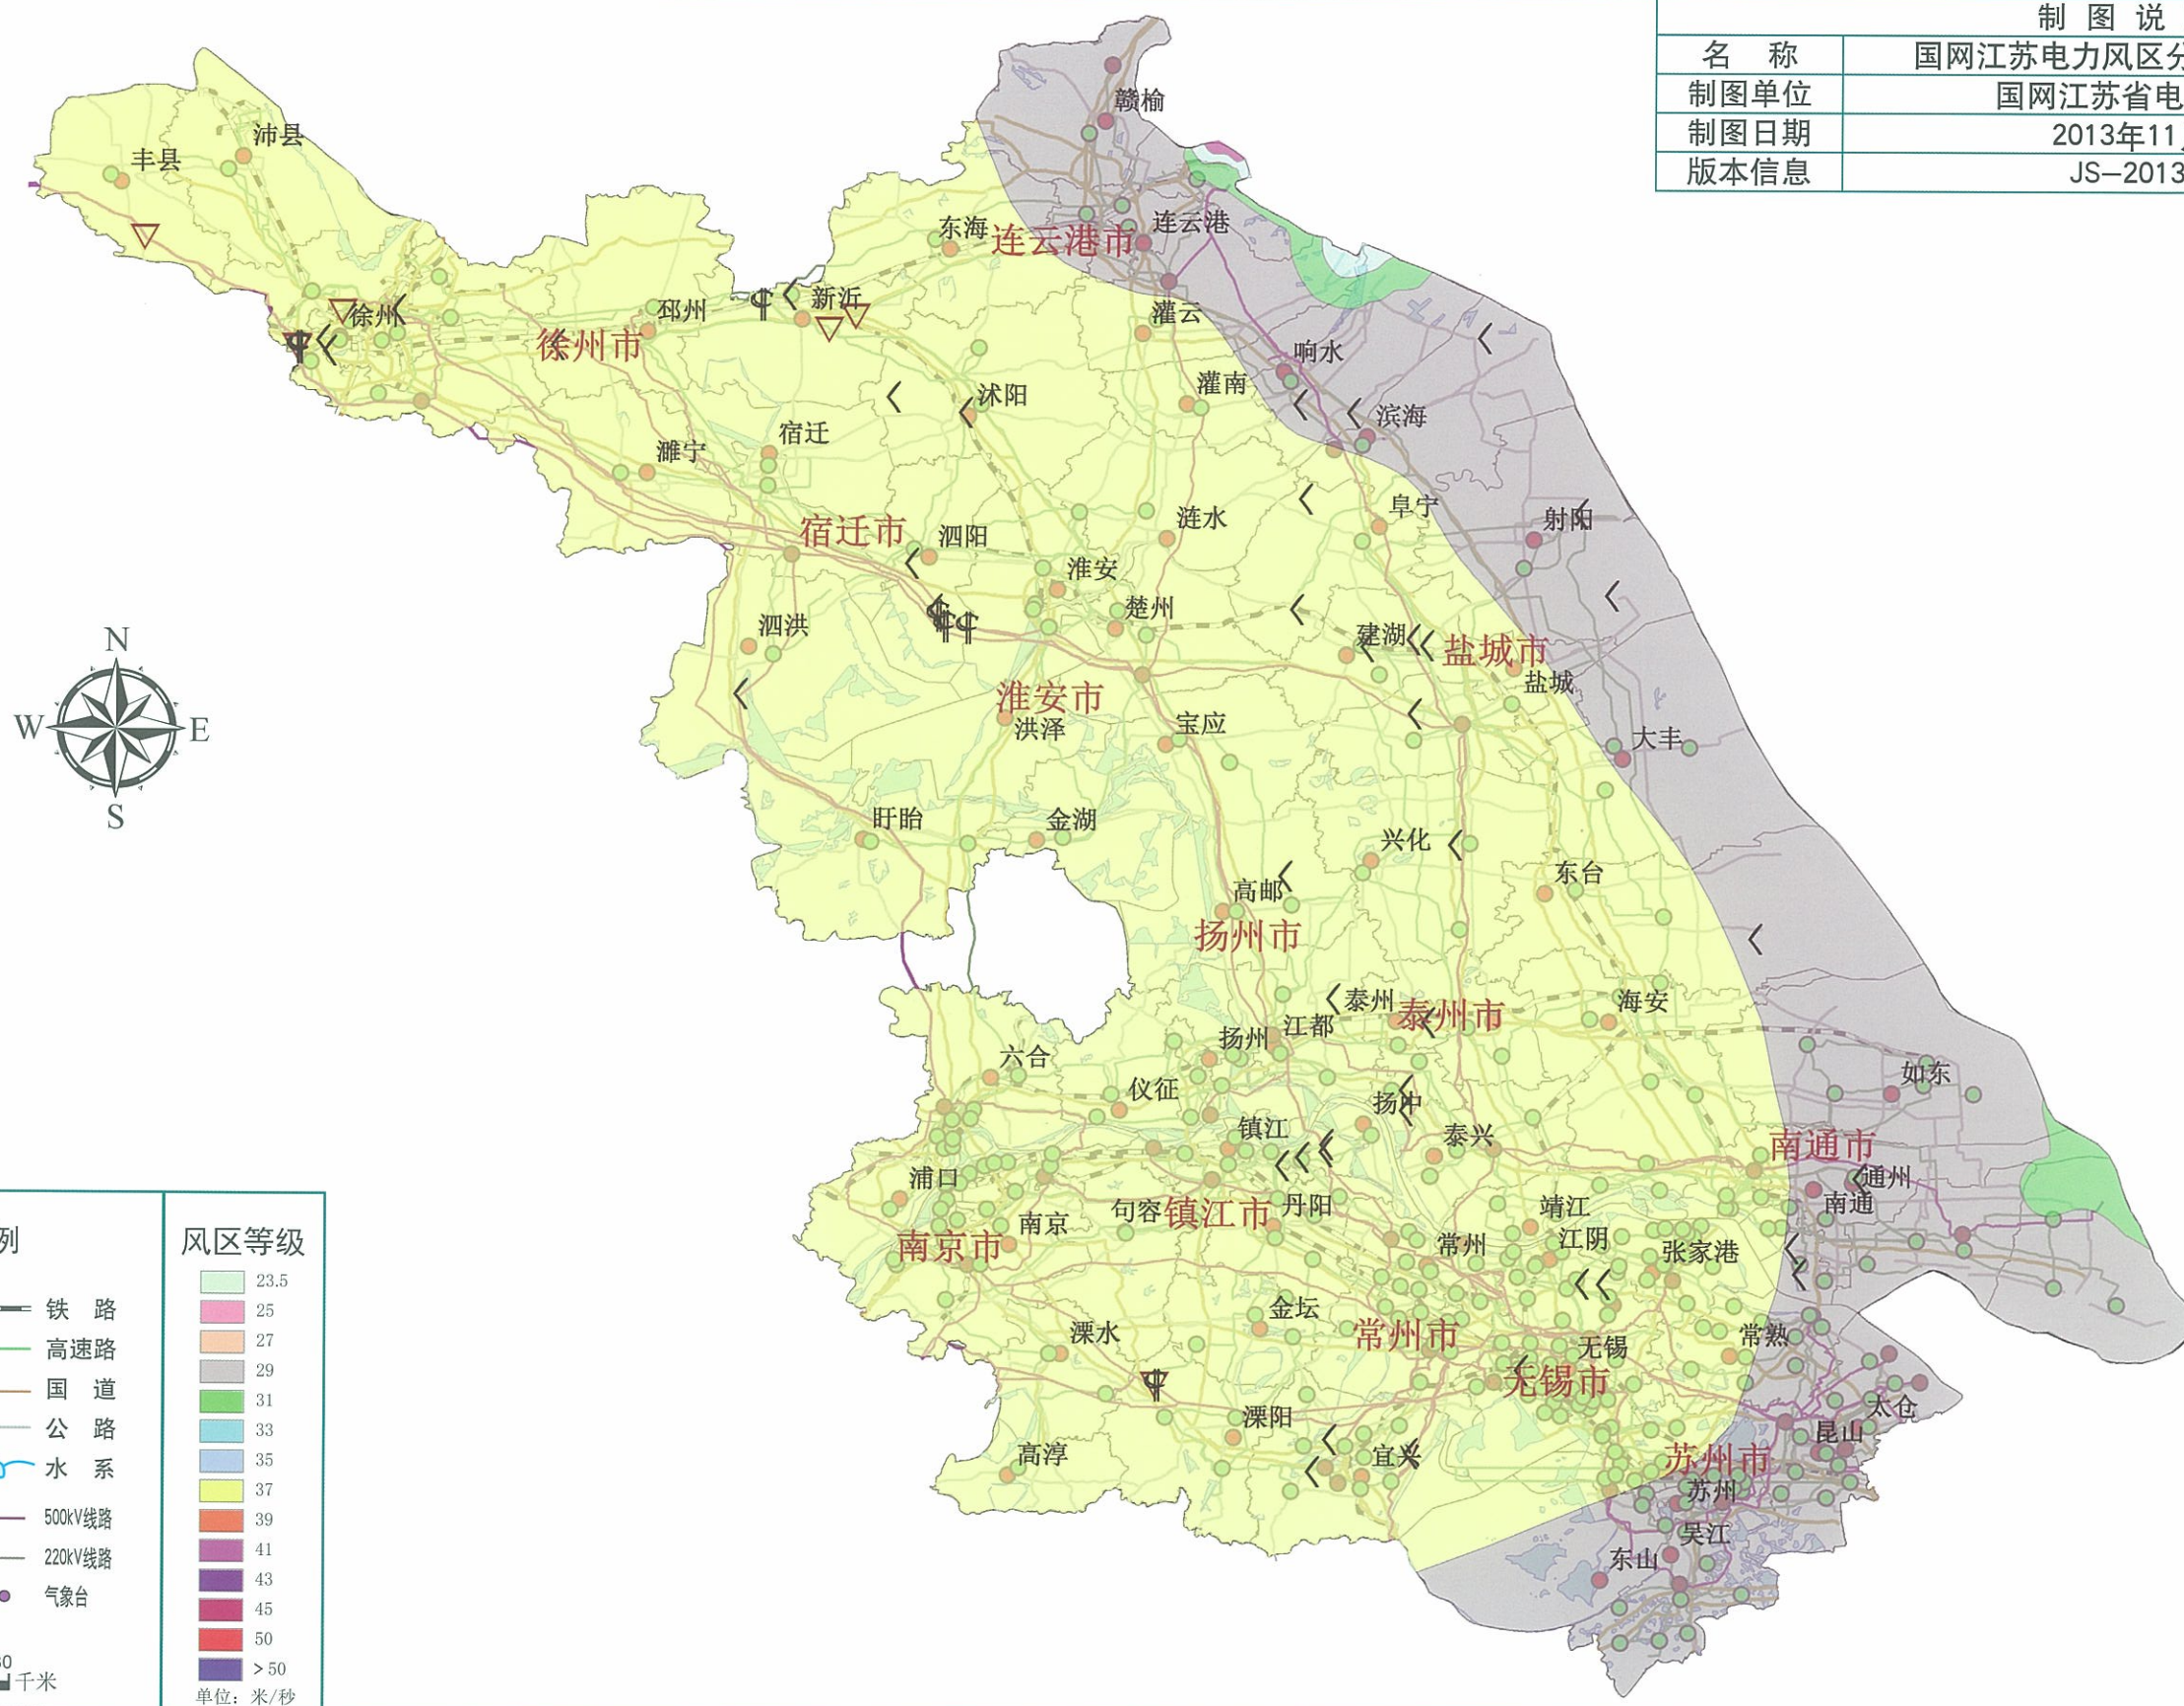 制 图 说
名 称
国网江苏电力风区分
制图单位
国网江苏省电
制图日期
2013年11
版本信息
JS-2013
赣榆
沛县
丰县
连云港
东海
连云港市
新沂
灌云
徐州
邳州
徐州市
响水
灌南
沭阳
滨海
宿迁
濉宁
阜宁
射阳
涟水
宿迁市
泗阳
淮安
楚州
泗洪
建湖
盐城市
盐城
淮安市
洪泽
宝应
大丰
盱眙
金湖
兴化
东台
高邮
扬州市
泰州
泰州市
海安
江都
扬州
六合
如东
仪征
扬中
镇江
泰兴
南通市
浦口
通州
南通
句容
镇江市
丹阳
靖江
南京
南京市
常州
江阴
张家港
金坛
溧水
常州市
无锡
常熟
无锡市
溧阳
太仓
昆山
高淳
宜兴
苏州市
苏州
吴江
东山
N
W
E
S
例
铁 路
高速路
国 道
公 路
水 系
500kV线路
220kV线路
气象台
千米
风区等级
23.5
25
27
29
31
33
35
37
39
41
43
45
50
>50
单位：米/秒